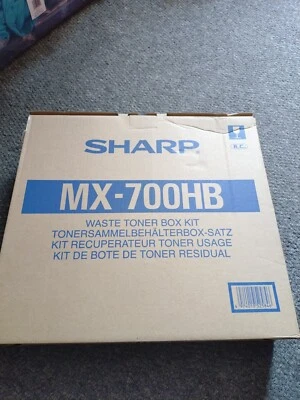 SHARP
H.C.
MX-700HB
WASTE TONER BOX KIT
TONERSAMMELBEHÄLTERBOX-SATZ
KIT RECUPERATEUR TONER USAGE
KIT DE BOTE DE TONER RESIDUAL